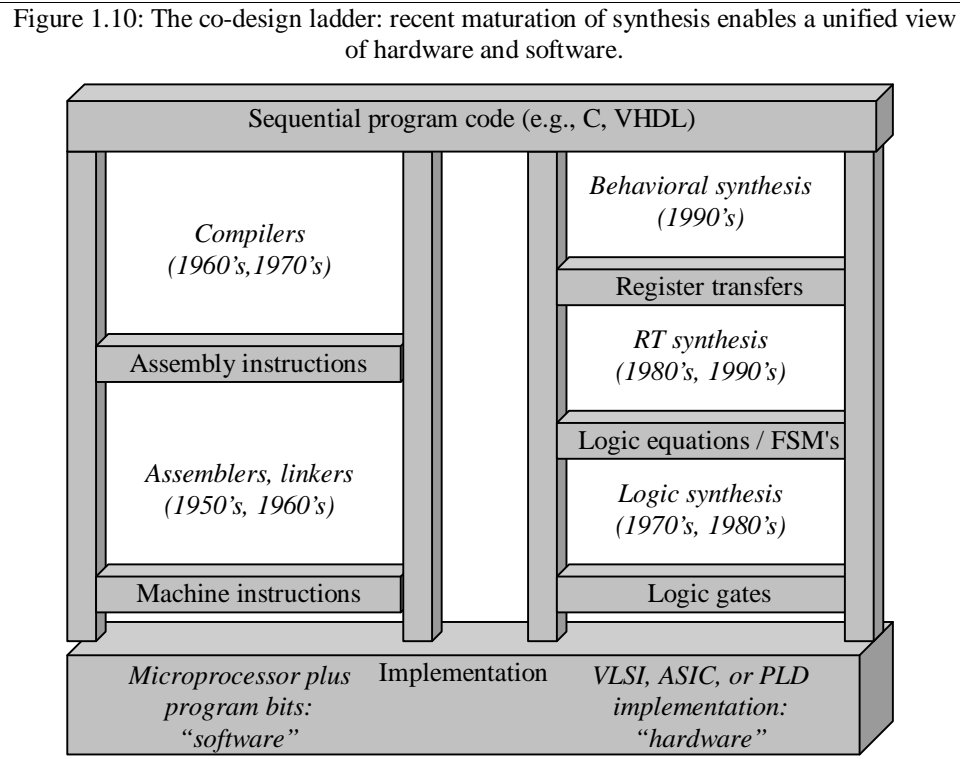 Figure 1.10: The co-design ladder: recent maturation of synthesis enables a unified view
of hardware and software.
Sequential program code (e.g., C, VHDL)
Compilers
(1960’s,1970’s)
Assembly instructions
Assemblers, linkers
(1950’s, 1960’s)
Machine instructions
Behavioral synthesis
(1990’s)
Register transfers
RT synthesis
(1980’s, 1990’s)
Logic equations / FSM's
Logic synthesis
(1970’s, 1980’s)
Logic gates
Microprocessor plus
program bits:
“software”
Implementation
VLSI, ASIC, or PLD
implementation:
“hardware”